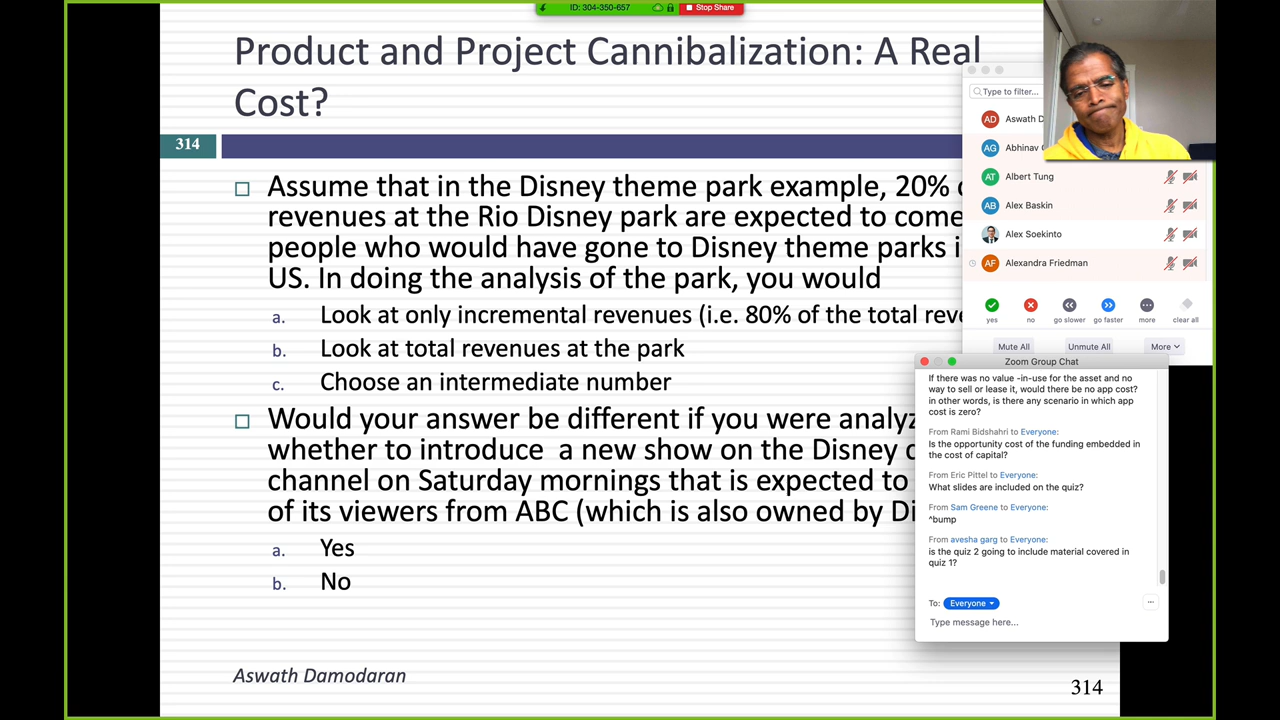 ID: 304-350-657
Stop Share
Product and Project Cannibalization: A Real
Cost?
314
Assume that in the Disney theme park example, 20%
revenues at the Rio Disney park are expected to come
people who would have gone to Disney theme parks i
US. In doing the analysis of the park, you would
a. Look at only incremental revenues (i.e. 80% of the total reve
b. Look at total revenues at the park
c. Choose an intermediate number
Would your answer be different if you were analyz
whether to introduce a new show on the Disney c
channel on Saturday mornings that is expected to
of its viewers from ABC (which is also owned by Di
a. Yes
b. No
Aswath Damodaran
314
Type to filter...
AD Aswath D
AG Abhinav
AT Albert Tung
AB Alex Baskin
Alex Soekinto
AF Alexandra Friedman
yes no go slower go faster more clear all
Mute All Unmute All More
Zoom Group Chat
If there was no value -in-use for the asset and no
way to sell or lease it, would there be no app cost?
in other words, is there any scenario in which app
cost is zero?
From Rami Bidshahri to Everyone:
Is the opportunity cost of the funding embedded in
the cost of capital?
From Eric Pittel to Everyone:
What slides are included on the quiz?
From Sam Greene to Everyone:
^bump
From avesha garg to Everyone:
is the quiz 2 going to include material covered in
quiz 1?
To: Everyone
...
Type message here...